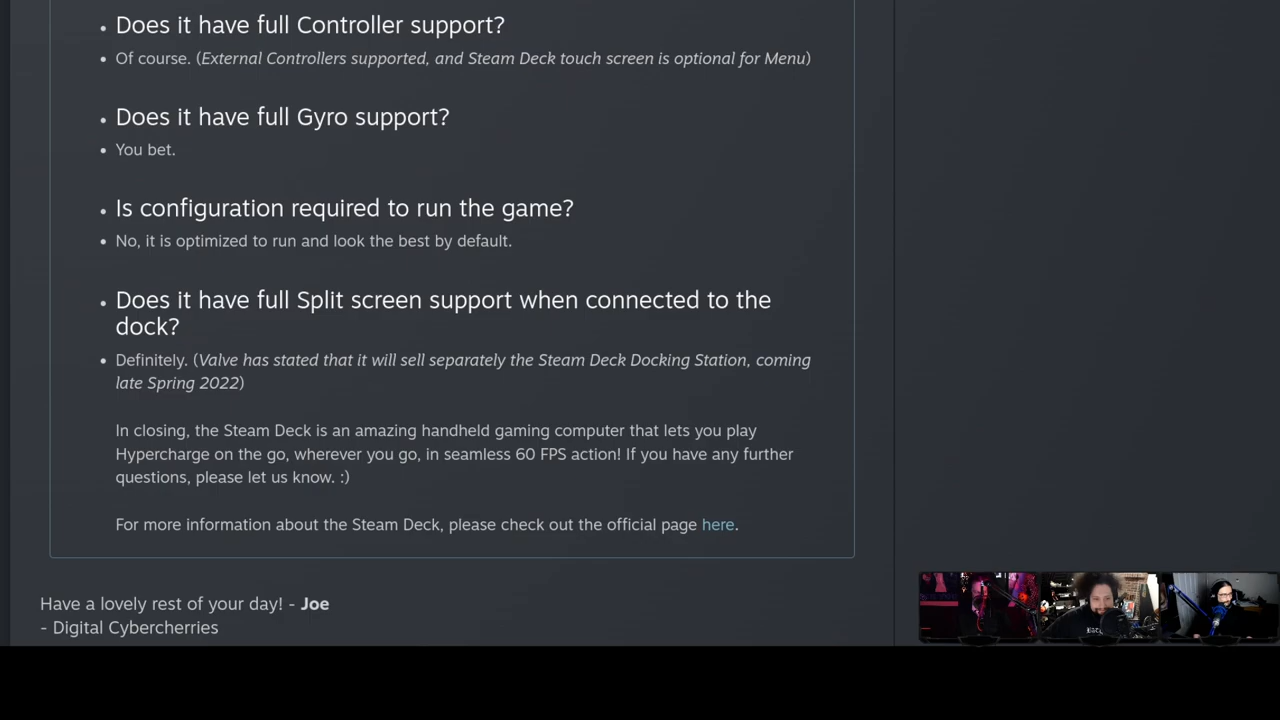 Does it have full Controller support?
Of course. (External Controllers supported, and Steam Deck touch screen is optional for Menu)
Does it have full Gyro support?
You bet.
Is configuration required to run the game?
No, it is optimized to run and look the best by default.
Does it have full Split screen support when connected to the
dock?
Definitely. (Valve has stated that it will sell separately the Steam Deck Docking Station, coming
late Spring 2022)
In closing, the Steam Deck is an amazing handheld gaming computer that lets you play
Hypercharge on the go, wherever you go, in seamless 60 FPS action! If you have any further
questions, please let us know. :)
For more information about the Steam Deck, please check out the official page here.
Have a lovely rest of your day! - Joe
- Digital Cybercherries